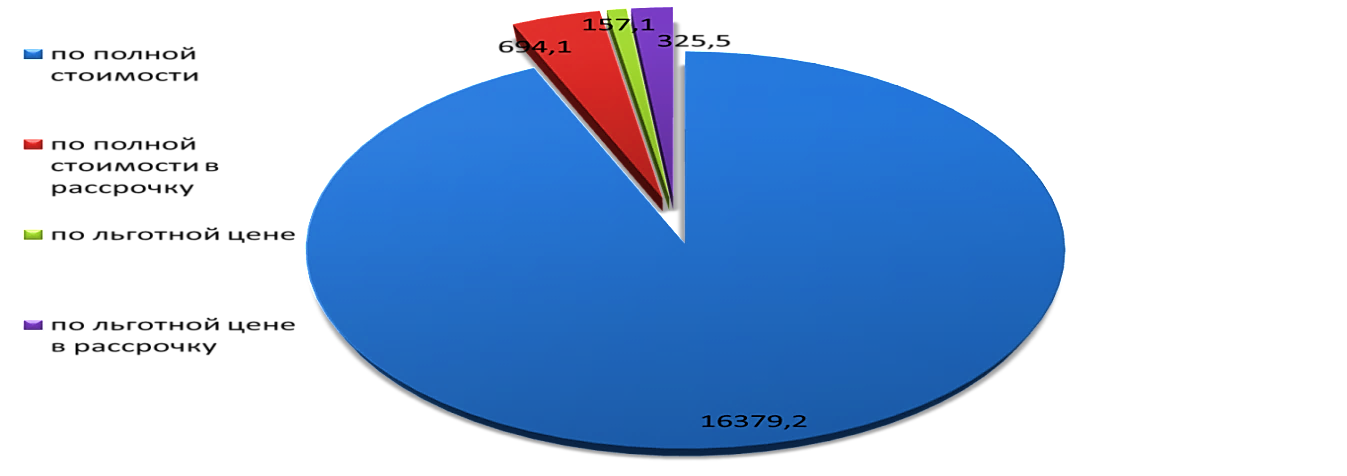 по полной
стоимости
по полной
стоимости в
рассрочку
по льготной цене
по льготной цене
в рассрочку
694,1
157,1
325,5
16379,2